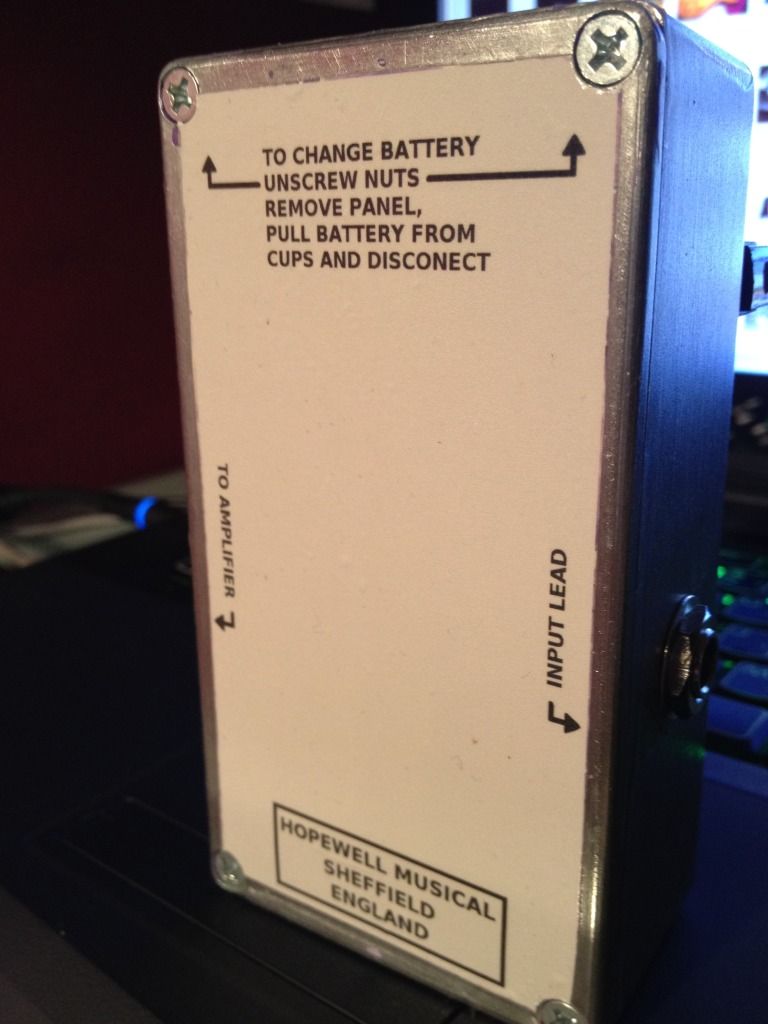 TO CHANGE BATTERY
UNSCREW NUTS
REMOVE PANEL,
PULL BATTERY FROM
CUPS AND DISCONECT
TO AMPLIFIER
INPUT LEAD
HOPEWELL MUSICAL
SHEFFIELD
ENGLAND